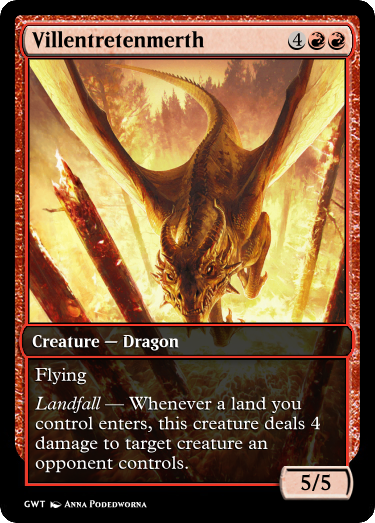 Villentretenmerth 4
Creature — Dragon
Flying
Landfall — Whenever a land you
control enters, this creature deals 4
damage to target creature an
opponent controls.
5/5
GWT Anna Podedworna